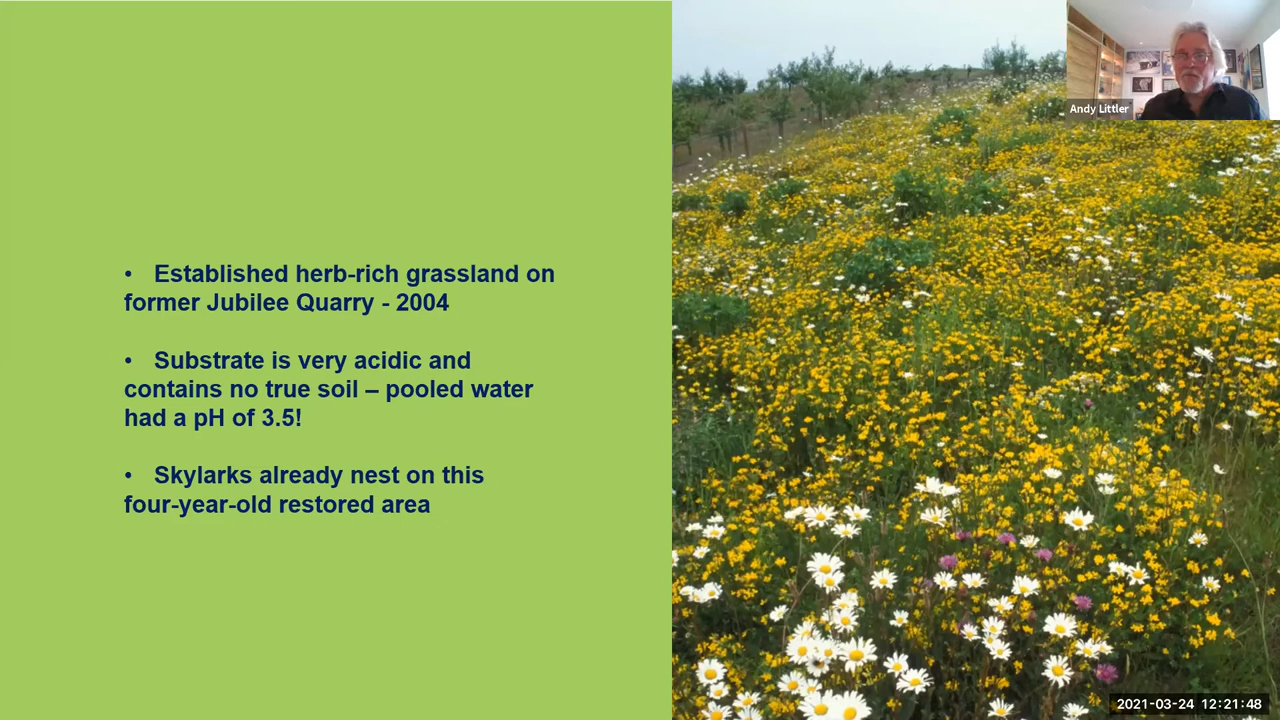 • Established herb-rich grassland on
former Jubilee Quarry - 2004
• Substrate is very acidic and
contains no true soil – pooled water
had a pH of 3.5!
• Skylarks already nest on this
four-year-old restored area
Andy Littler
2021-03-24 12:21:48